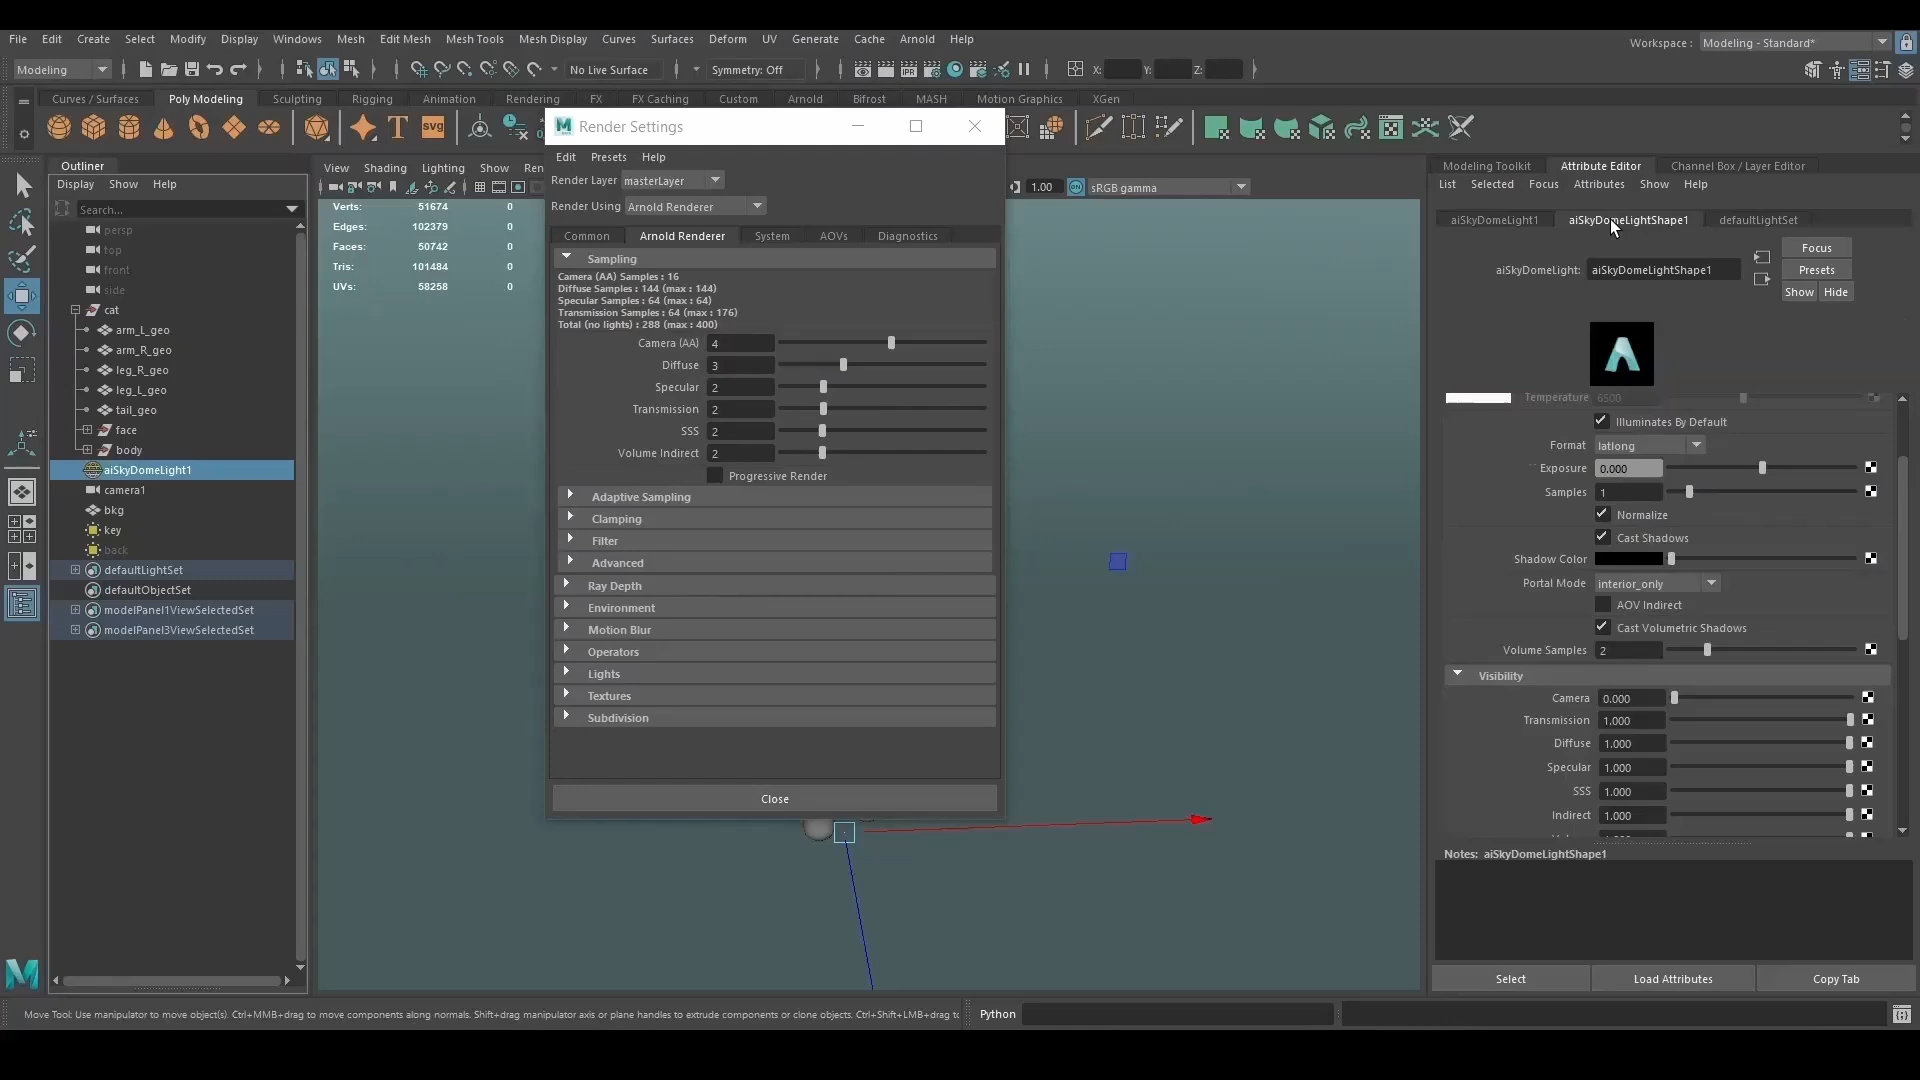 File Edit Create Select Modify Display Windows Mesh Edit Mesh Mesh Tools Mesh Display Curves Surfaces Deform UV Generate Cache Arnold Help
Workspace : Modeling - Standard*
Modeling
No Live Surface
Symmetry: Off
X:
Y:
Z:
Curves / Surfaces Poly Modeling Sculpting Rigging Animation Rendering FX FX Caching Custom Arnold Bifrost MASH Motion Graphics XGen
svg
Outliner
Display Show Help
Search...
persp
top
front
side
cat
arm_L_geo
arm_R_geo
leg_R_geo
leg_L_geo
tail_geo
face
body
aiSkyDomeLight1
camera1
bkg
key
back
defaultLightSet
defaultObjectSet
modelPanel1ViewSelectedSet
modelPanel3ViewSelectedSet
View Shading Lighting Show Ren
1.00 sRGB gamma
Verts: 51674 0
Edges: 102379 0
Faces: 50742 0
Tris: 101484 0
UVs: 58258 0
Render Settings
Edit Presets Help
Render Layer masterLayer
Render Using Arnold Renderer
Common Arnold Renderer System AOVs Diagnostics
Sampling
Camera (AA) Samples : 16
Diffuse Samples : 144 (max : 144)
Specular Samples : 64 (max : 64)
Transmission Samples : 64 (max : 176)
Total (no lights) : 288 (max : 400)
Camera (AA) 4
Diffuse 3
Specular 2
Transmission 2
SSS 2
Volume Indirect 2
Progressive Render
Adaptive Sampling
Clamping
Filter
Advanced
Ray Depth
Environment
Motion Blur
Operators
Lights
Textures
Subdivision
Close
Modeling Toolkit Attribute Editor Channel Box / Layer Editor
List Selected Focus Attributes Show Help
aiSkyDomeLight1 aiSkyDomeLightShape1 defaultLightSet
aiSkyDomeLight: aiSkyDomeLightShape1
Focus
Presets
Show Hide
Temperature 6500
Illuminates By Default
Format latlong
Exposure 0.000
Samples 1
Normalize
Cast Shadows
Shadow Color
Portal Mode interior_only
AOV Indirect
Cast Volumetric Shadows
Volume Samples 2
Visibility
Camera 0.000
Transmission 1.000
Diffuse 1.000
Specular 1.000
SSS 1.000
Indirect 1.000
Notes: aiSkyDomeLightShape1
Select Load Attributes Copy Tab
Move Tool: Use manipulator to move object(s). Ctrl+MMB+drag to move components along normals. Shift+drag manipulator axis or plane handles to extrude components or clone objects. Ctrl+Shift+LMB+drag to
Python